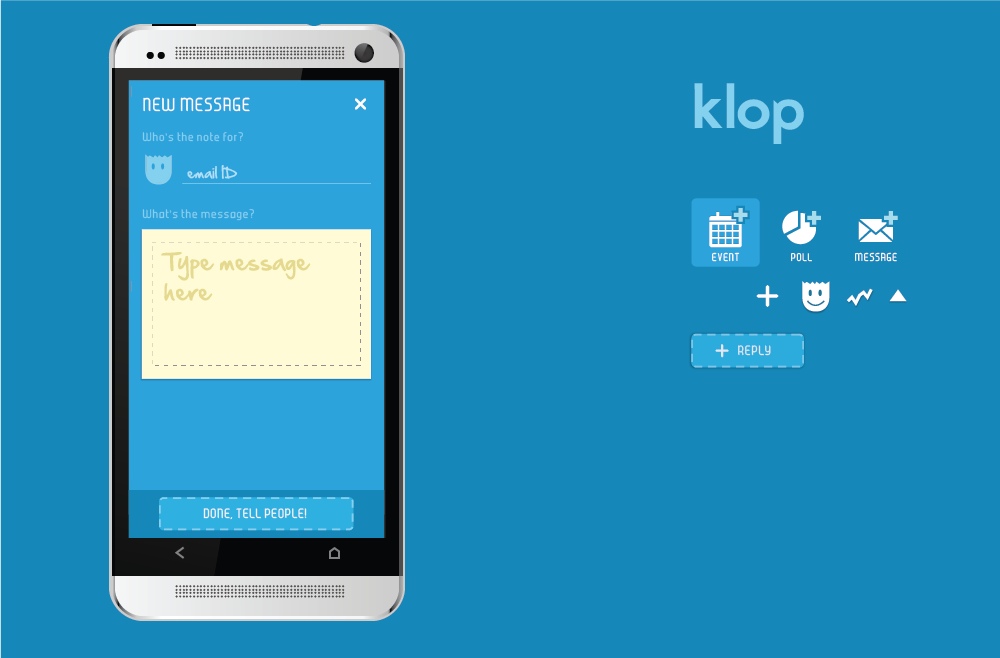 NEW MESSAGE
Who's the note for?
email ID
What's the message?
Type message
here
DONE, TELL PEOPLE!
klop
EVENT
POLL
MESSAGE
REPLY